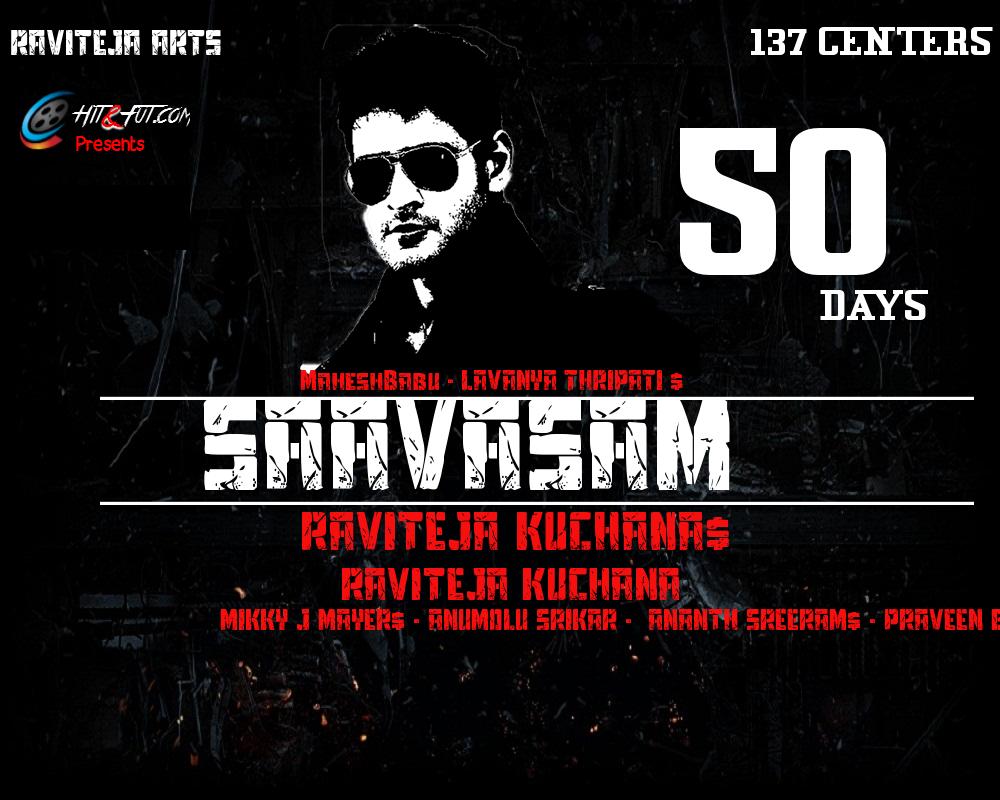 RAVITEJA ARTS
137 CENTERS
HIT&FUT.COM
Presents
50
DAYS
MAHESHBABU - LAVANYA THRIPATI $
SAAVASAM
RAVITEJA KUCHANA$
RAVITEJA KUCHANA
MIKKY J MAYER$ - ANUMOLU SRIKAR - ANANTH SREERAM$ - PRAVEEN